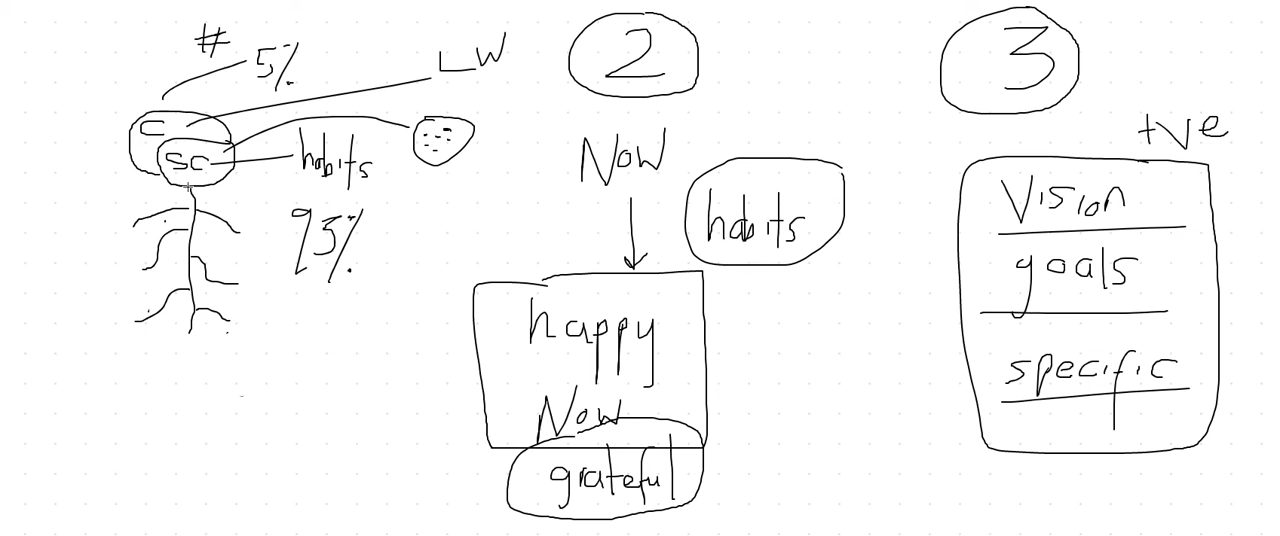 #
5%
LW
C
SC
habits
95%
2
Now
habits
happy
Now
grateful
3
+ve
Vision
goals
specific